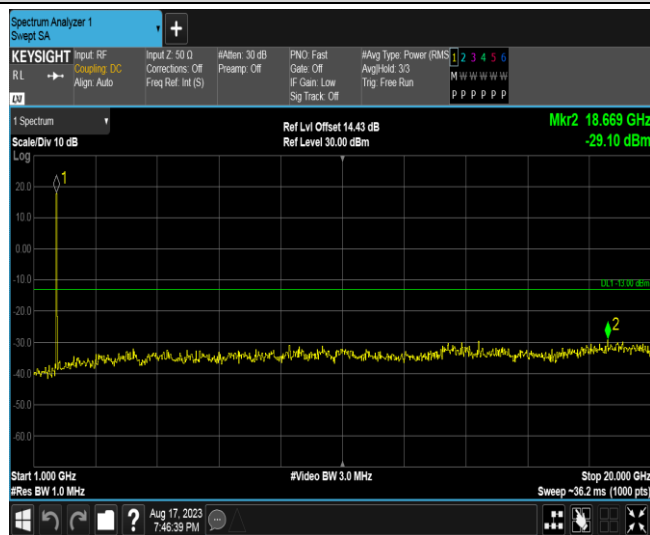 Spectrum Analyzer 1
Swept SA
KEYSIGHT
RL
LXI
Input: RF
Coupling: DC
Align: Auto
Input Z: 50 Ω
Corrections: Off
Freq Ref: Int (S)
#Atten: 30 dB
Preamp: Off
PNO: Fast
Gate: Off
IF Gain: Low
Sig Track: Off
#Avg Type: Power (RMS
Avg|Hold: 3/3
Trig: Free Run
1 2 3 4 5 6
M W W W W W
P P P P P P
1 Spectrum
Scale/Div 10 dB
Ref Lvl Offset 14.43 dB
Ref Level 30.00 dBm
Mkr2 18.669 GHz
-29.10 dBm
Log
1
20.0
10.0
0.00
-10.0
DL1 -13.00 dBm
-20.0
2
-30.0
-40.0
-50.0
-60.0
Start 1.000 GHz
#Video BW 3.0 MHz
Stop 20.000 GHz
#Res BW 1.0 MHz
Sweep ~36.2 ms (1000 pts)
?
Aug 17, 2023
7:46:39 PM